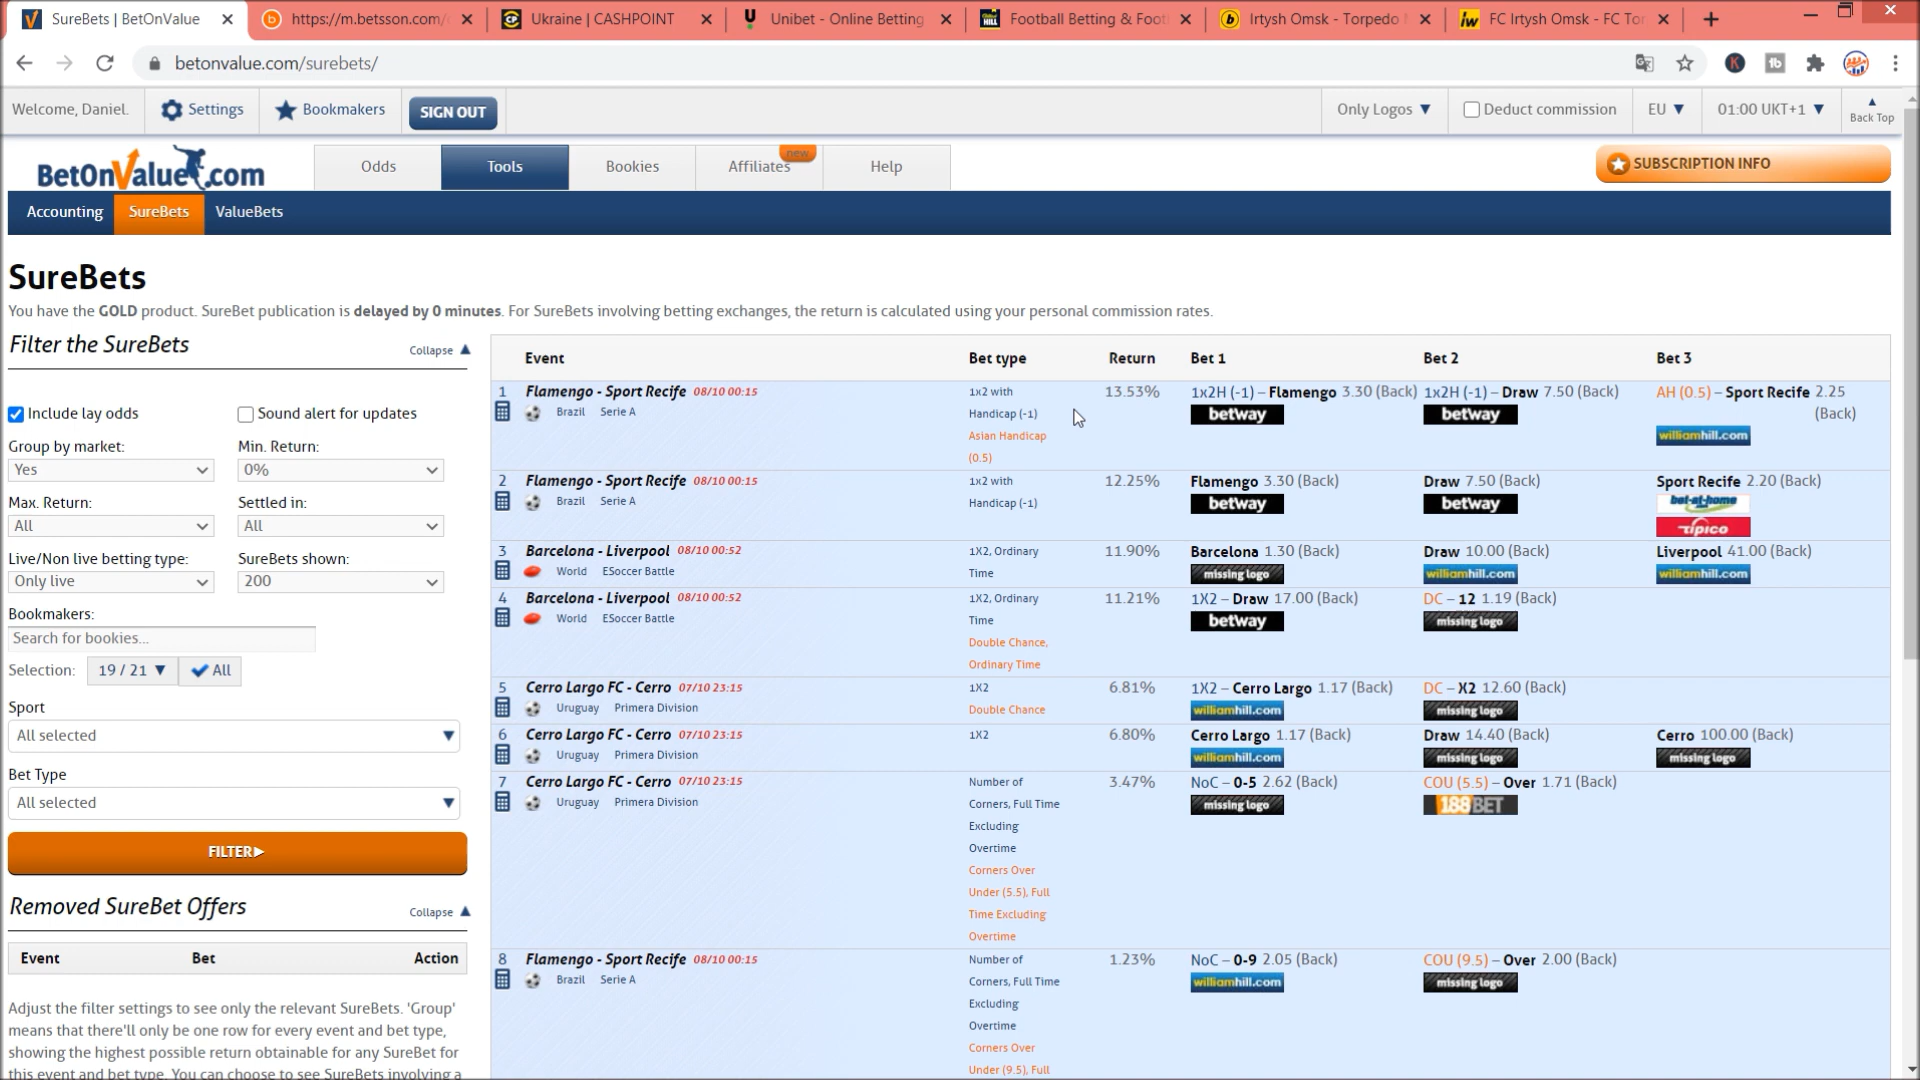 SureBets | BetOnValue
https://m.betsson.com/
Ukraine | CASHPOINT
Unibet - Online Betting
Football Betting & Foot
Irtysh Omsk - Torpedo
FC Irtysh Omsk - FC Tor
betonvalue.com/surebets/
Welcome, Daniel.
Settings
Bookmakers
SIGN OUT
Only Logos ▼
Deduct commission
EU ▼
01:00 UKT+1 ▼
Back Top
BetOnValue.com
Odds
Tools
Bookies
Affiliates
new
Help
SUBSCRIPTION INFO
Accounting
SureBets
ValueBets
SureBets
You have the GOLD product. SureBet publication is delayed by 0 minutes. For SureBets involving betting exchanges, the return is calculated using your personal commission rates.
Filter the SureBets
Collapse ▲
Include lay odds
Sound alert for updates
Group by market:
Min. Return:
Yes
0%
Max. Return:
Settled in:
All
All
Live/Non live betting type:
SureBets shown:
Only live
200
Bookmakers:
Search for bookies...
Selection:
19 / 21 ▼
All
Sport
All selected
Bet Type
All selected
FILTER▶
Removed SureBet Offers
Collapse ▲
Event Bet Action
Adjust the filter settings to see only the relevant SureBets. 'Group'
means that there'll only be one row for every event and bet type,
showing the highest possible return obtainable for any SureBet for
this event and bet type. You can choose to see SureBets involving a
Event Bet type Return Bet 1 Bet 2 Bet 3
1 Flamengo - Sport Recife 08/10 00:15 1x2 with 13.53% 1x2H (-1) – Flamengo 3.30 (Back) 1x2H (-1) – Draw 7.50 (Back) AH (0.5) – Sport Recife 2.25
Brazil Serie A Handicap (-1) betway betway (Back)
Asian Handicap williamhill.com
(0.5)
2 Flamengo - Sport Recife 08/10 00:15 1x2 with 12.25% Flamengo 3.30 (Back) Draw 7.50 (Back) Sport Recife 2.20 (Back)
Brazil Serie A Handicap (-1) betway betway bet-at-home
tipico
3 Barcelona - Liverpool 08/10 00:52 1X2, Ordinary 11.90% Barcelona 1.30 (Back) Draw 10.00 (Back) Liverpool 41.00 (Back)
World ESoccer Battle Time missing logo williamhill.com williamhill.com
4 Barcelona - Liverpool 08/10 00:52 1X2, Ordinary 11.21% 1X2 – Draw 17.00 (Back) DC – 12 1.19 (Back)
World ESoccer Battle Time betway missing logo
Double Chance,
Ordinary Time
5 Cerro Largo FC - Cerro 07/10 23:15 1X2 6.81% 1X2 – Cerro Largo 1.17 (Back) DC – X2 12.60 (Back)
Uruguay Primera Division Double Chance williamhill.com missing logo
6 Cerro Largo FC - Cerro 07/10 23:15 1X2 6.80% Cerro Largo 1.17 (Back) Draw 14.40 (Back) Cerro 100.00 (Back)
Uruguay Primera Division williamhill.com missing logo missing logo
7 Cerro Largo FC - Cerro 07/10 23:15 Number of 3.47% NoC – 0-5 2.62 (Back) COU (5.5) – Over 1.71 (Back)
Uruguay Primera Division Corners, Full Time missing logo 188BET
Excluding
Overtime
Corners Over
Under (5.5), Full
Time Excluding
Overtime
8 Flamengo - Sport Recife 08/10 00:15 Number of 1.23% NoC – 0-9 2.05 (Back) COU (9.5) – Over 2.00 (Back)
Brazil Serie A Corners, Full Time williamhill.com missing logo
Excluding
Overtime
Corners Over
Under (9.5), Full